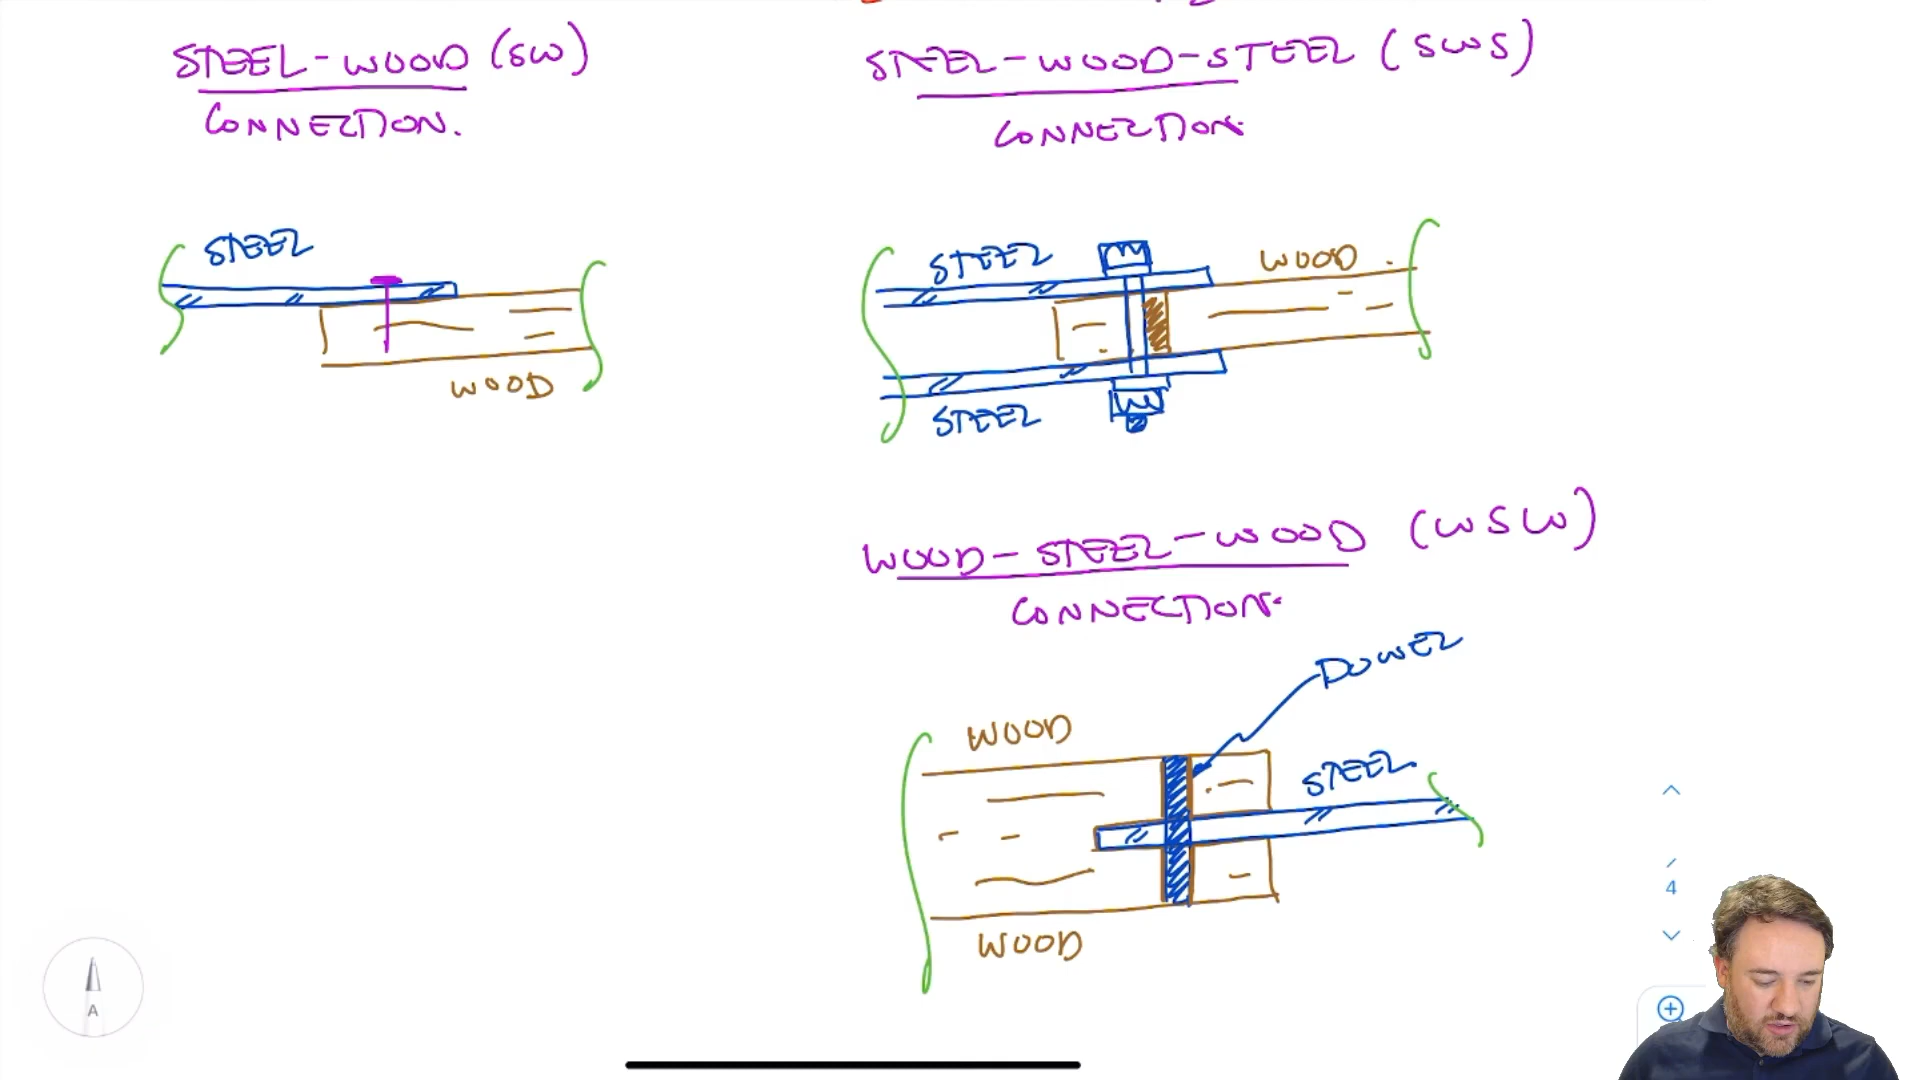 STEEL-WOOD (SW)
CONNECTION.
STEEL-WOOD-STEEL (SWS)
CONNECTION.
STEEL
WOOD
STEEL
WOOD
STEEL
WOOD-STEEL-WOOD (WSW)
CONNECTION.
DOWEL
WOOD
STEEL
WOOD
4
A